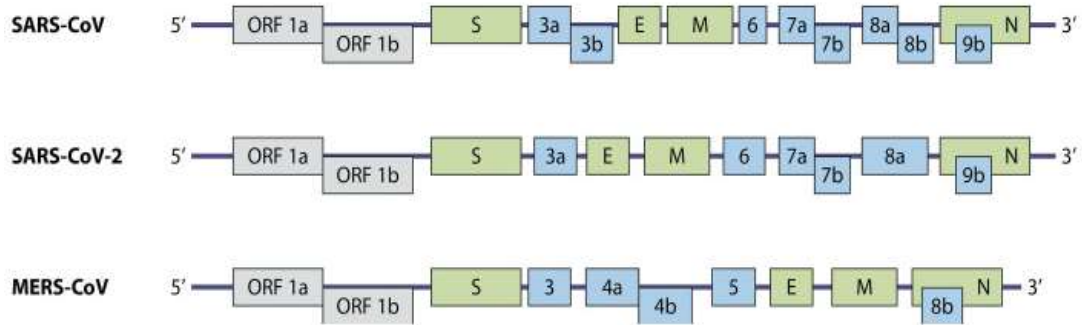 SARS-CoV 5′ ORF 1a ORF 1b S 3a 3b E M 6 7a 7b 8a 8b 9b N 3′
SARS-CoV-2 5′ ORF 1a ORF 1b S 3a E M 6 7a 7b 8a 9b N 3′
MERS-CoV 5′ ORF 1a ORF 1b S 3 4a 4b 5 E M 8b N 3′